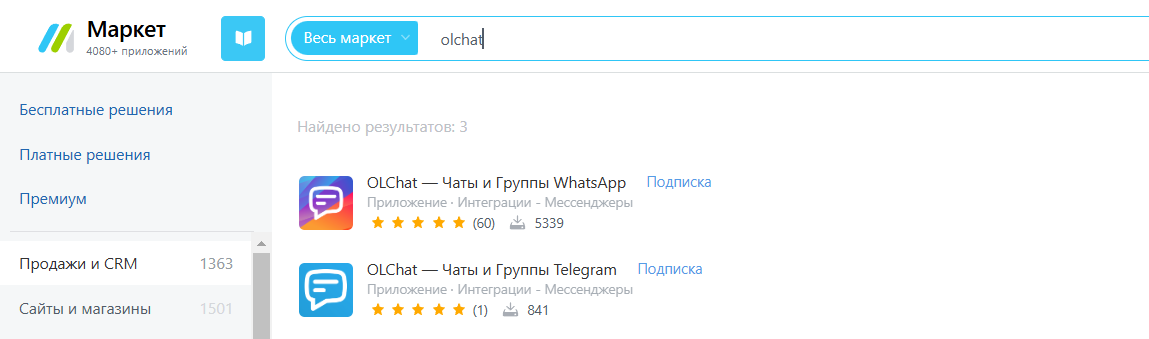 Маркет
4080+ приложений
Весь маркет
olchat
Бесплатные решения
Платные решения
Премиум
Продажи и CRM 1363
Сайты и магазины 1501
Найдено результатов: 3
OLChat — Чаты и Группы WhatsApp Подписка
Приложение · Интеграции - Мессенджеры
(60) 5339
OLChat — Чаты и Группы Telegram Подписка
Приложение · Интеграции - Мессенджеры
(1) 841